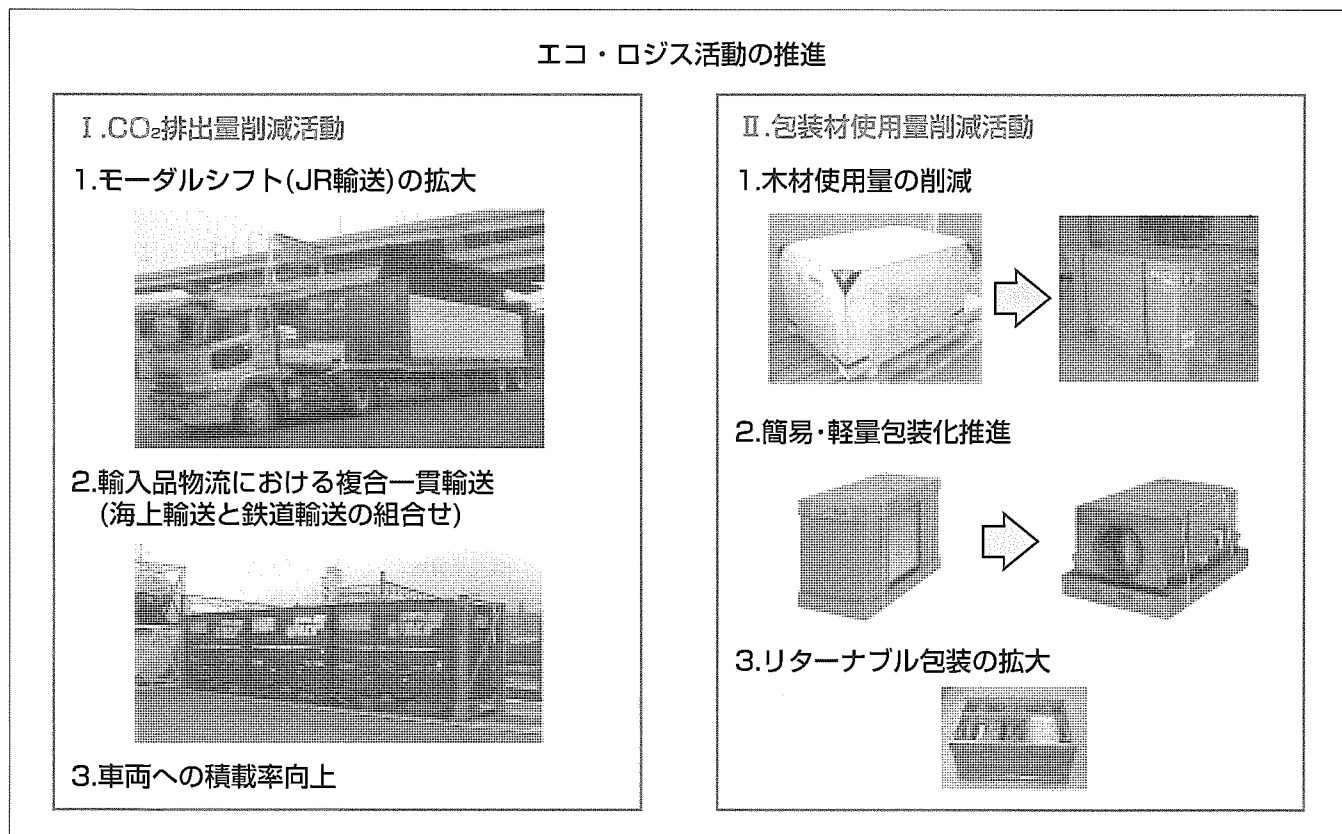 エコ・ロジス活動の推進
Ⅰ.CO₂排出量削減活動
1.モーダルシフト(JR輸送)の拡大
2.輸入品物流における複合一貫輸送
(海上輸送と鉄道輸送の組合せ)
3.車両への積載率向上
Ⅱ.包装材使用量削減活動
1.木材使用量の削減
2.簡易・軽量包装化推進
3.リターナブル包装の拡大